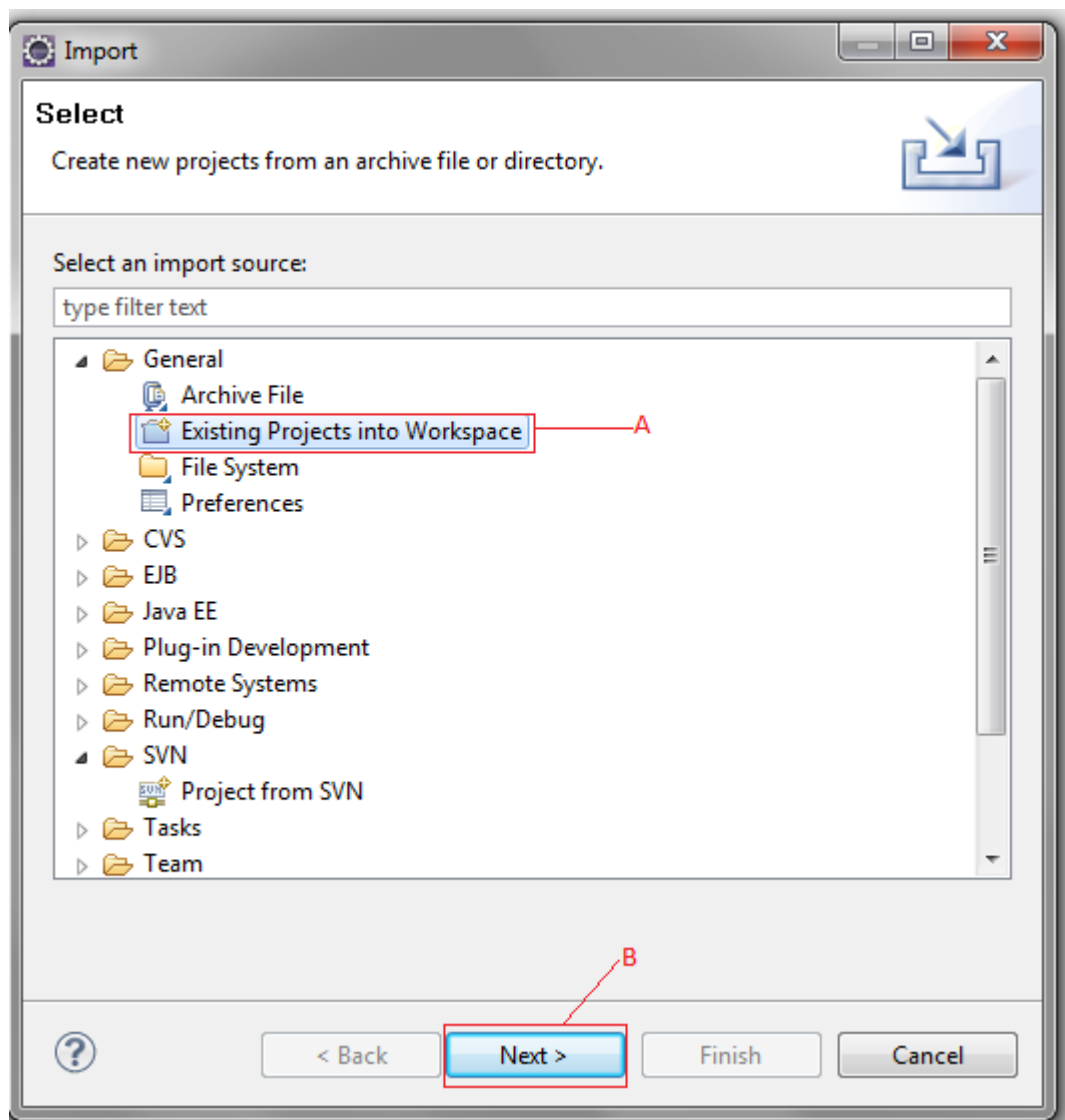 Import
Select
Create new projects from an archive file or directory.
Select an import source:
type filter text
General
Archive File
Existing Projects into Workspace
A
File System
Preferences
CVS
EJB
Java EE
Plug-in Development
Remote Systems
Run/Debug
SVN
Project from SVN
Tasks
Team
B
< Back Next > Finish Cancel